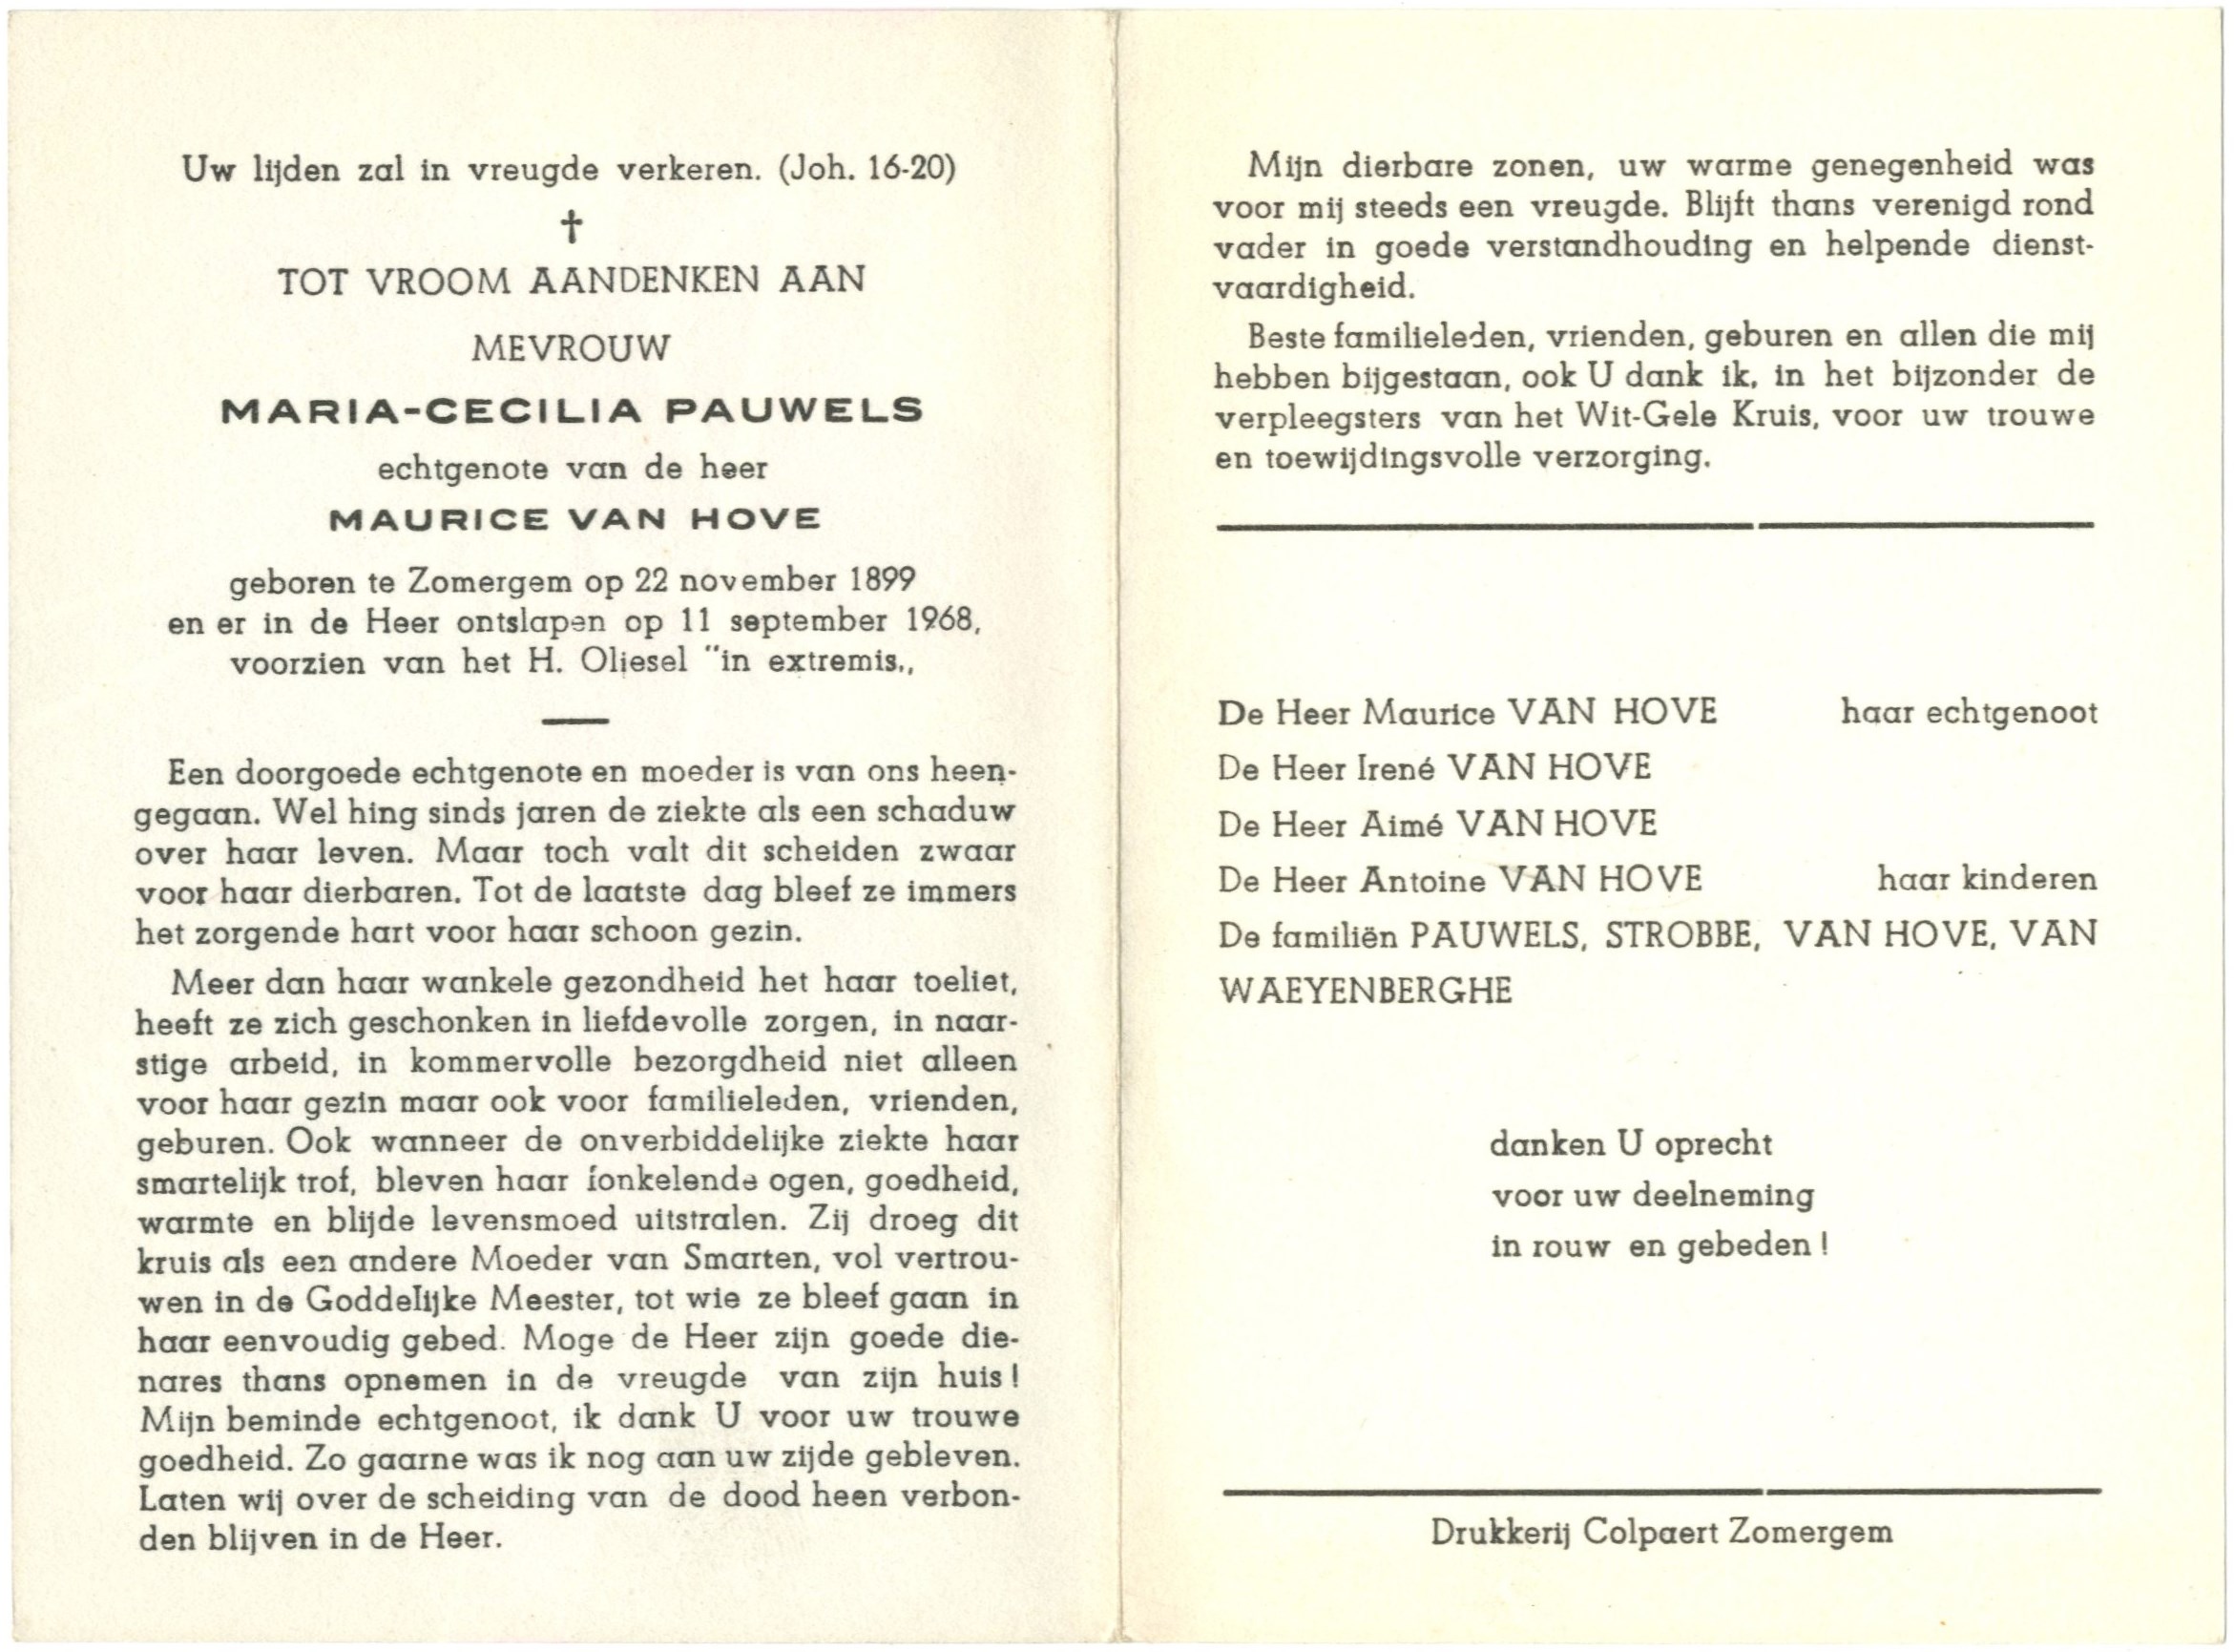 Uw lijden zal in vreugde verkeren. (Joh. 16-20)
✝
TOT VROOM AANDENKEN AAN
MEVROUW
MARIA-CECILIA PAUWELS
echtgenote van de heer
MAURICE VAN HOVE
geboren te Zomergem op 22 november 1899
en er in de Heer ontslapen op 11 september 1968,
voorzien van het H. Oliesel "in extremis,,
Een doorgoede echtgenote en moeder is van ons heen-
gegaan. Wel hing sinds jaren de ziekte als een schaduw
over haar leven. Maar toch valt dit scheiden zwaar
voor haar dierbaren. Tot de laatste dag bleef ze immers
het zorgende hart voor haar schoon gezin.
Meer dan haar wankele gezondheid het haar toeliet,
heeft ze zich geschonken in liefdevolle zorgen, in naar-
stige arbeid, in kommervolle bezorgdheid niet alleen
voor haar gezin maar ook voor familieleden, vrienden,
geburen. Ook wanneer de onverbiddelijke ziekte haar
smartelijk trof, bleven haar fonkelende ogen, goedheid,
warmte en blijde levensmoed uitstralen. Zij droeg dit
kruis als een andere Moeder van Smarten, vol vertrou-
wen in de Goddelijke Meester, tot wie ze bleef gaan in
haar eenvoudig gebed. Moge de Heer zijn goede die-
nares thans opnemen in de vreugde van zijn huis!
Mijn beminde echtgenoot, ik dank U voor uw trouwe
goedheid. Zo gaarne was ik nog aan uw zijde gebleven.
Laten wij over de scheiding van de dood heen verbon-
den blijven in de Heer.
Mijn dierbare zonen, uw warme genegenheid was
voor mij steeds een vreugde. Blijft thans verenigd rond
vader in goede verstandhouding en helpende dienst-
vaardigheid.
Beste familieleden, vrienden, geburen en allen die mij
hebben bijgestaan, ook U dank ik, in het bijzonder de
verpleegsters van het Wit-Gele Kruis, voor uw trouwe
en toewijdingsvolle verzorging.
De Heer Maurice VAN HOVE haar echtgenoot
De Heer Irené VAN HOVE
De Heer Aimé VAN HOVE
De Heer Antoine VAN HOVE haar kinderen
De familiën PAUWELS, STROBBE, VAN HOVE, VAN
WAEYENBERGHE
danken U oprecht
voor uw deelneming
in rouw en gebeden!
Drukkerij Colpaert Zomergem